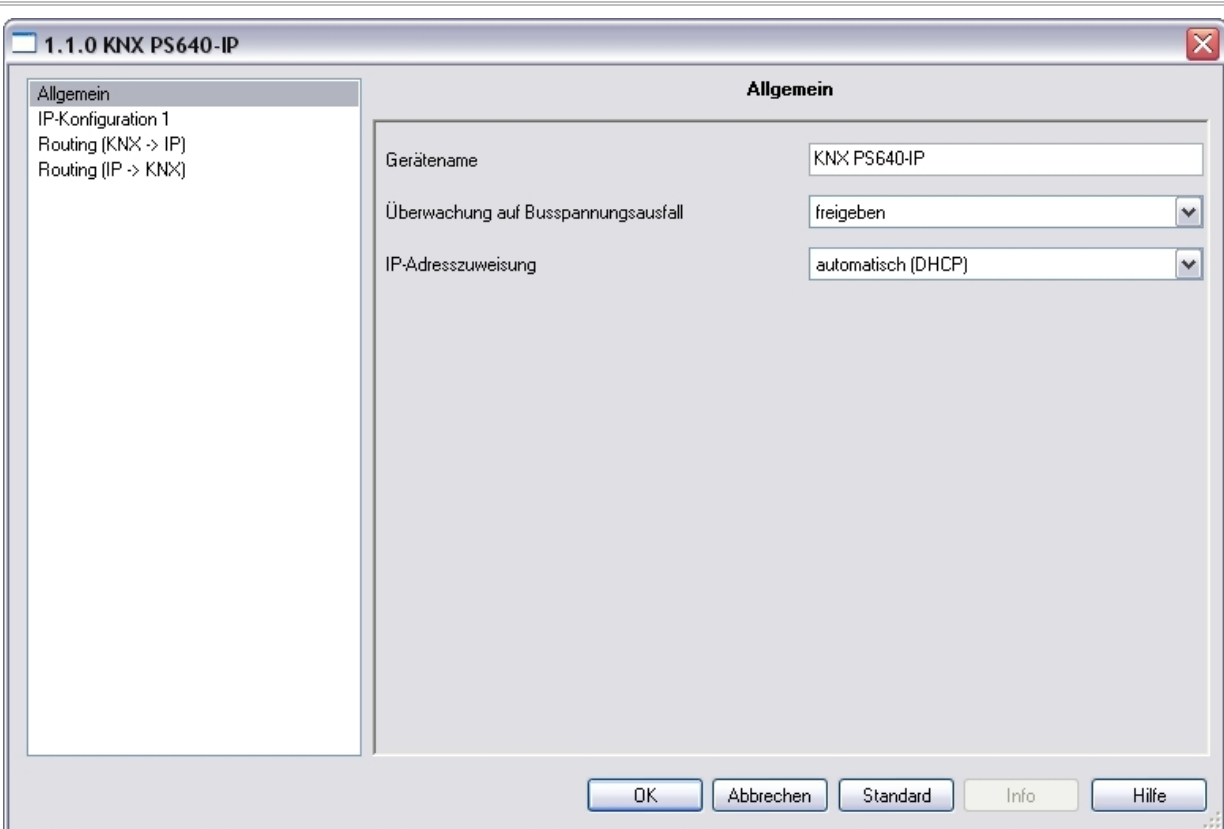 1.1.0 KNX PS640-IP
Allgemein
IP-Konfiguration 1
Routing (KNX -> IP)
Routing (IP -> KNX)
Allgemein
Gerätename
KNX PS640-IP
Überwachung auf Busspannungsausfall
freigeben
IP-Adresszuweisung
automatisch (DHCP)
OK
Abbrechen
Standard
Info
Hilfe